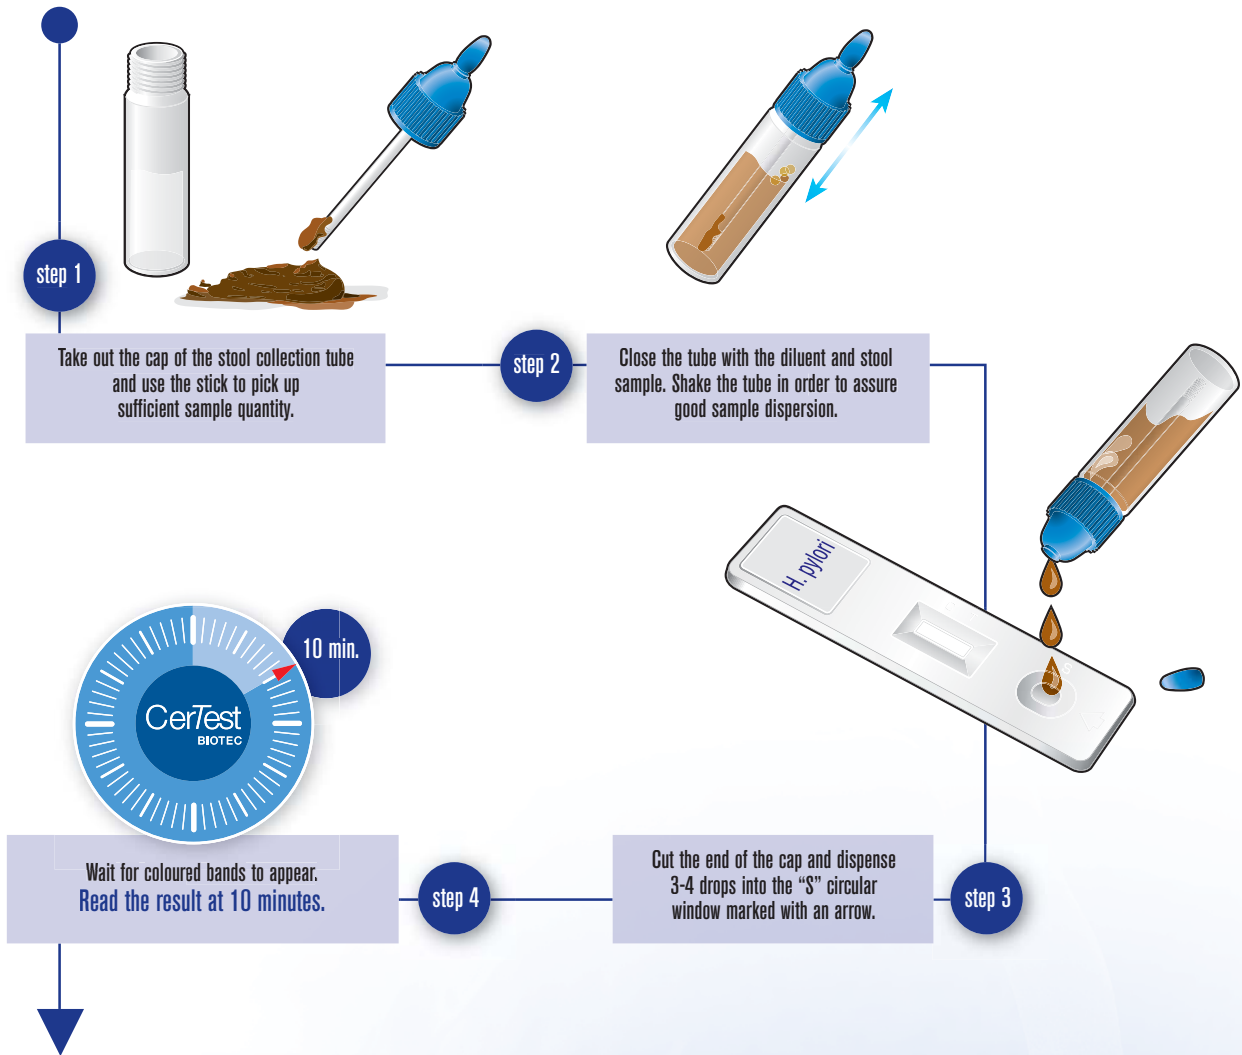 step 1
Take out the cap of the stool collection tube
and use the stick to pick up
sufficient sample quantity.
step 2
Close the tube with the diluent and stool
sample. Shake the tube in order to assure
good sample dispersion.
H. pylori
C
S
step 3
Cut the end of the cap and dispense
3-4 drops into the “S” circular
window marked with an arrow.
step 4
10 min.
CerTest
BIOTEC
Wait for coloured bands to appear.
Read the result at 10 minutes.